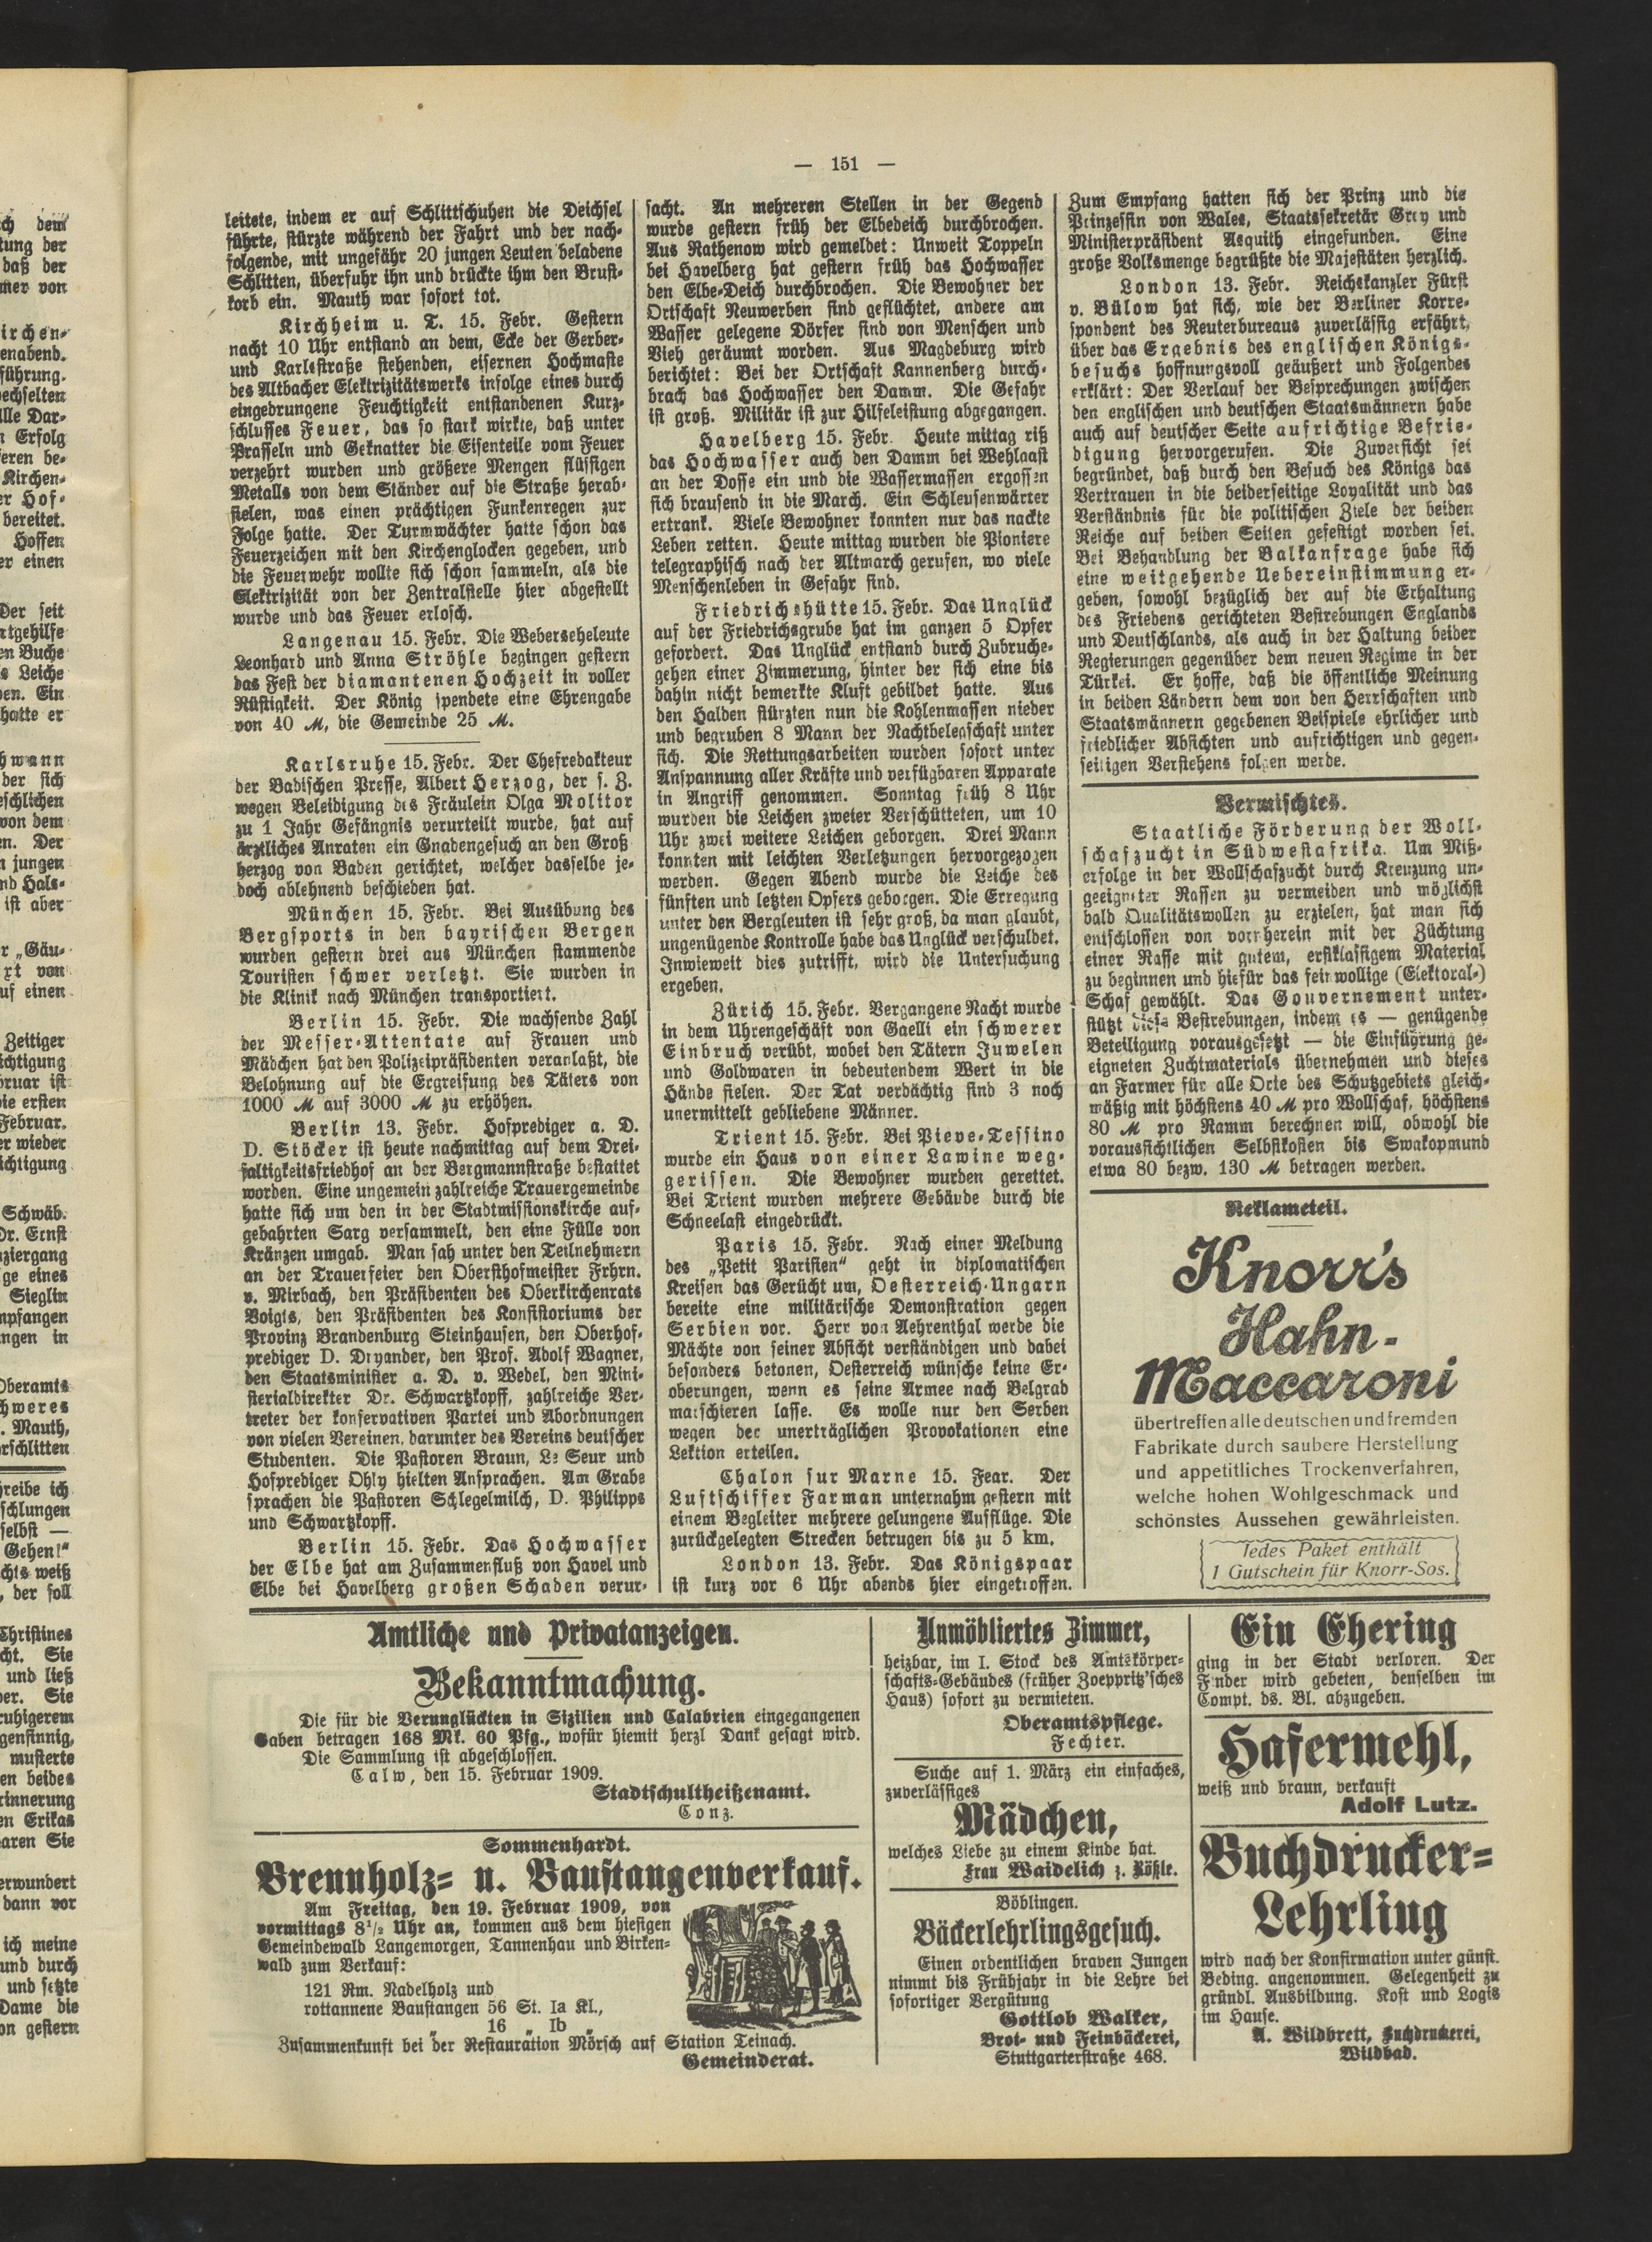 — 151 —
leitete, indem er auf Schlittschuhen die Deichsel
führte, stürzte während der Fahrt und der nach-
folgende, mit ungefähr 20 jungen Leuten beladene
Schlitten, überfuhr ihn und drückte ihm den Brust-
korb ein. Mauth war sofort tot.
Kirchheim u. T. 15. Febr. Gestern
nacht 10 Uhr entstand an dem, Ecke der Gerber-
und Karlstraße stehenden, eisernen Hochmaste
des Altbacher Elektrizitätswerks infolge eines durch
eingedrungene Feuchtigkeit entstandenen Kurz-
schlusses Feuer, das so stark wirkte, daß unter
Prasseln und Geknatter die Eisenteile vom Feuer
verzehrt wurden und größere Mengen flüssigen
Metalls von dem Ständer auf die Straße herab-
fielen, was einen prächtigen Funkenregen zur
Folge hatte. Der Turmwächter hatte schon das
Feuerzeichen mit den Kirchenglocken gegeben, und
die Feuerwehr wollte sich schon sammeln, als die
Elektrizität von der Zentralstelle hier abgestellt
wurde und das Feuer erlosch.
Langenau 15. Febr. Die Weberseheleute
Leonhard und Anna Ströhle begingen gestern
das Fest der diamantenen Hochzeit in voller
Rüstigkeit. Der König spendete eine Ehrengabe
von 40 M, die Gemeinde 25 M.
Karlsruhe 15. Febr. Der Chefredakteur
der Badischen Presse, Albert Herzog, der s. Z.
wegen Beleidigung des Fräulein Olga Molitor
zu 1 Jahr Gefängnis verurteilt wurde, hat auf
ärztliches Anraten ein Gnadengesuch an den Groß
herzog von Baden gerichtet, welcher dasselbe je-
doch ablehnend beschieden hat.
München 15. Febr. Bei Ausübung des
Bergsports in den bayrischen Bergen
wurden gestern drei aus München stammende
Touristen schwer verletzt. Sie wurden in
die Klinik nach München transportiert.
Berlin 15. Febr. Die wachsende Zahl
der Messer-Attentate auf Frauen und
Mädchen hat den Polizeipräsidenten veranlaßt, die
Belohnung auf die Ergreifung des Täters von
1000 M auf 3000 M zu erhöhen.
Berlin 13. Febr. Hofprediger a. D.
D. Stöcker ist heute nachmittag auf dem Drei-
faltigkeitsfriedhof an der Bergmannstraße bestattet
worden. Eine ungemein zahlreiche Trauergemeinde
hatte sich um den in der Stadtmissionskirche auf-
gebahrten Sarg versammelt, den eine Fülle von
Kränzen umgab. Man sah unter den Teilnehmern
an der Trauerfeier den Obersthofmeister Frhrn.
v. Mirbach, den Präsidenten des Oberkirchenrats
Voigts, den Präsidenten des Konsistoriums der
Provinz Brandenburg Steinhausen, den Oberhof-
prediger D. Dryander, den Prof. Adolf Wagner,
den Staatsminister a. D. v. Wedel, den Mini-
sterialdirekter Dr. Schwartzkopff, zahlreiche Ver-
treter der konservativen Partei und Abordnungen
von vielen Vereinen, darunter des Vereins deutscher
Studenten. Die Pastoren Braun, Le Seur und
Hofprediger Ohly hielten Ansprachen. Am Grabe
sprachen die Pastoren Schlegelmilch, D. Philipps
und Schwartzkopff.
Berlin 15. Febr. Das Hochwasser
der Elbe hat am Zusammenfluß von Havel und
Elbe bei Havelberg großen Schaden verur-
sacht. An mehreren Stellen in der Gegend
wurde gestern früh der Elbedeich durchbrochen.
Aus Rathenow wird gemeldet: Unweit Toppeln
bei Havelberg hat gestern früh das Hochwasser
den Elbe-Deich durchbrochen. Die Bewohner der
Ortschaft Neuwerben sind geflüchtet, andere am
Wasser gelegene Dörfer sind von Menschen und
Vieh geräumt worden. Aus Magdeburg wird
berichtet: Bei der Ortschaft Kannenberg durch-
brach das Hochwasser den Damm. Die Gefahr
ist groß. Militär ist zur Hilfeleistung abgegangen.
Havelberg 15. Febr. Heute mittag riß
das Hochwasser auch den Damm bei Wehlgast
an der Dosse ein und die Wassermassen ergossen
sich brausend in die March. Ein Schleusenwärter
ertrank. Viele Bewohner konnten nur das nackte
Leben retten. Heute mittag wurden die Pioniere
telegraphisch nach der Altmarch gerufen, wo viele
Menschenleben in Gefahr sind.
Friedrichshütte 15. Febr. Das Unglück
auf der Friedrichsgrube hat im ganzen 5 Opfer
gefordert. Das Unglück entstand durch Zubruche-
gehen einer Zimmerung, hinter der sich eine bis
dahin nicht bemerkte Kluft gebildet hatte. Aus
den Halden stürzten nun die Kohlenmassen nieder
und begruben 8 Mann der Nachtbelegschaft unter
sich. Die Rettungsarbeiten wurden sofort unter
Anspannung aller Kräfte und verfügbaren Apparate
in Angriff genommen. Sonntag früh 8 Uhr
wurden die Leichen zweier Verschütteten, um 10
Uhr zwei weitere Leichen geborgen. Drei Mann
konnten mit leichten Verletzungen hervorgezogen
werden. Gegen Abend wurde die Leiche des
fünften und letzten Opfers geborgen. Die Erregung
unter den Bergleuten ist sehr groß, da man glaubt,
ungenügende Kontrolle habe das Unglück verschuldet.
Inwieweit dies zutrifft, wird die Untersuchung
ergeben.
Zürich 15. Febr. Vergangene Nacht wurde
in dem Uhrengeschäft von Gaelli ein schwerer
Einbruch verübt, wobei den Tätern Juwelen
und Goldwaren in bedeutendem Wert in die
Hände fielen. Der Tat verdächtig sind 3 noch
unermittelt gebliebene Männer.
Trient 15. Febr. Bei Pieve-Tessino
wurde ein Haus von einer Lawine weg-
gerissen. Die Bewohner wurden gerettet.
Bei Trient wurden mehrere Gebäude durch die
Schneelast eingedrückt.
Paris 15. Febr. Nach einer Meldung
des „Petit Parisien“ geht in diplomatischen
Kreisen das Gerücht um, Oesterreich-Ungarn
bereite eine militärische Demonstration gegen
Serbien vor. Herr von Aehrenthal werde die
Mächte von seiner Absicht verständigen und dabei
besonders betonen, Oesterreich wünsche keine Er-
oberungen, wenn es seine Armee nach Belgrad
marschieren lasse. Es wolle nur den Serben
wegen der unerträglichen Provokationen eine
Lektion erteilen.
Chalon sur Marne 15. Fear. Der
Luftschiffer Farman unternahm gestern mit
einem Begleiter mehrere gelungene Aufflüge. Die
zurückgelegten Strecken betrugen bis zu 5 km.
London 13. Febr. Das Königspaar
ist kurz vor 6 Uhr abends hier eingetroffen.
Zum Empfang hatten sich der Prinz und die
Prinzessin von Wales, Staatssekretär Grey und
Ministerpräsident Asquith eingefunden. Eine
große Volksmenge begrüßte die Majestäten herzlich.
London 13. Febr. Reichskanzler Fürst
v. Bülow hat sich, wie der Berliner Korre-
spondent des Reuterbureaus zuverlässig erfährt,
über das Ergebnis des englischen Königs-
besuchs hoffnungsvoll geäußert und Folgendes
erklärt: Der Verlauf der Besprechungen zwischen
den englischen und deutschen Staatsmännern habe
auch auf deutscher Seite aufrichtige Befrie-
digung hervorgerufen. Die Zuversicht sei
begründet, daß durch den Besuch des Königs das
Vertrauen in die beiderseitige Loyalität und das
Verständnis für die politischen Ziele der beiden
Reiche auf beiden Seiten gefestigt worden sei.
Bei Behandlung der Balkanfrage habe sich
eine weitgehende Uebereinstimmung er-
geben, sowohl bezüglich der auf die Erhaltung
des Friedens gerichteten Bestrebungen Englands
und Deutschlands, als auch in der Haltung beider
Regierungen gegenüber dem neuen Regime in der
Türkei. Er hoffe, daß die öffentliche Meinung
in beiden Ländern dem von den Herrschaften und
Staatsmännern gegebenen Beispiele ehrlicher und
friedlicher Absichten und aufrichtigen und gegen-
seitigen Verstehens folgen werde.
Vermischtes.
Staatliche Förderung der Woll-
schafzucht in Südwestafrika. Um Miß-
erfolge in der Wollschafzucht durch Kreuzung un-
geeigneter Rassen zu vermeiden und möglichst
bald Qualitätswollen zu erzielen, hat man sich
entschlossen von vornherein mit der Züchtung
einer Rasse mit gutem, erstklassigem Material
zu beginnen und hiefür das feinwollige (Elektoral-)
Schaf gewählt. Das Gouvernement unter-
stützt diese Bestrebungen, indem es — genügende
Beteiligung vorausgesetzt — die Einführung ge-
eigneten Zuchtmaterials übernehmen und dieses
an Farmer für alle Orte des Schutzgebiets gleich-
mäßig mit höchstens 40 M pro Wollschaf, höchstens
80 M pro Ramm berechnen will, obwohl die
voraussichtlichen Selbstkosten bis Swakopmund
etwa 80 bezw. 130 M betragen werden.
Reklameteil.
Knorr's
Hahn-
Maccaroni
übertreffen alle deutschen und fremden
Fabrikate durch saubere Herstellung
und appetitliches Trockenverfahren,
welche hohen Wohlgeschmack und
schönstes Aussehen gewährleisten.
Jedes Paket enthält
1 Gutschein für Knorr-Sos.
Amtliche und Privatanzeigen.
Bekanntmachung.
Die für die Verunglückten in Sizilien und Calabrien eingegangenen
Gaben betragen 168 Mk. 60 Pfg., wofür hiemit herzl Dank gesagt wird.
Die Sammlung ist abgeschlossen.
Calw, den 15. Februar 1909.
Stadtschultheißenamt.
Conz.
Sommenhardt.
Brennholz- u. Baustangenverkauf.
Am Freitag, den 19. Februar 1909, von
vormittags 8 1/2 Uhr an, kommen aus dem hiesigen
Gemeindewald Langemorgen, Tannenhau und Birken-
wald zum Verkauf:
121 Rm. Nadelholz und
rottannene Baustangen 56 St. Ia Kl.,
16 „ Ib „
Zusammenkunft bei der Restauration Mörsch auf Station Teinach.
Gemeinderat.
Unmöbliertes Zimmer,
heizbar, im I. Stock des Amtskörper-
schafts-Gebäudes (früher Zoeppritz'sches
Haus) sofort zu vermieten.
Oberamtspflege.
Fechter.
Suche auf 1. März ein einfaches,
zuverlässiges
Mädchen,
welches Liebe zu einem Kinde hat.
Frau Waidelich z. Rößle.
Böblingen.
Bäckerlehrlingsgesuch.
Einen ordentlichen braven Jungen
nimmt bis Frühjahr in die Lehre bei
sofortiger Vergütung
Gottlob Walker,
Brot- und Feinbäckerei,
Stuttgarterstraße 468.
Ein Ehering
ging in der Stadt verloren. Der
Finder wird gebeten, denselben im
Compt. ds. Bl. abzugeben.
Hafermehl,
weiß und braun, verkauft
Adolf Lutz.
Buchdrucker-
Lehrling
wird nach der Konfirmation unter günst.
Beding. angenommen. Gelegenheit zu
gründl. Ausbildung. Kost und Logis
im Hause.
A. Wildbrett, Buchdruckerei,
Wildbad.